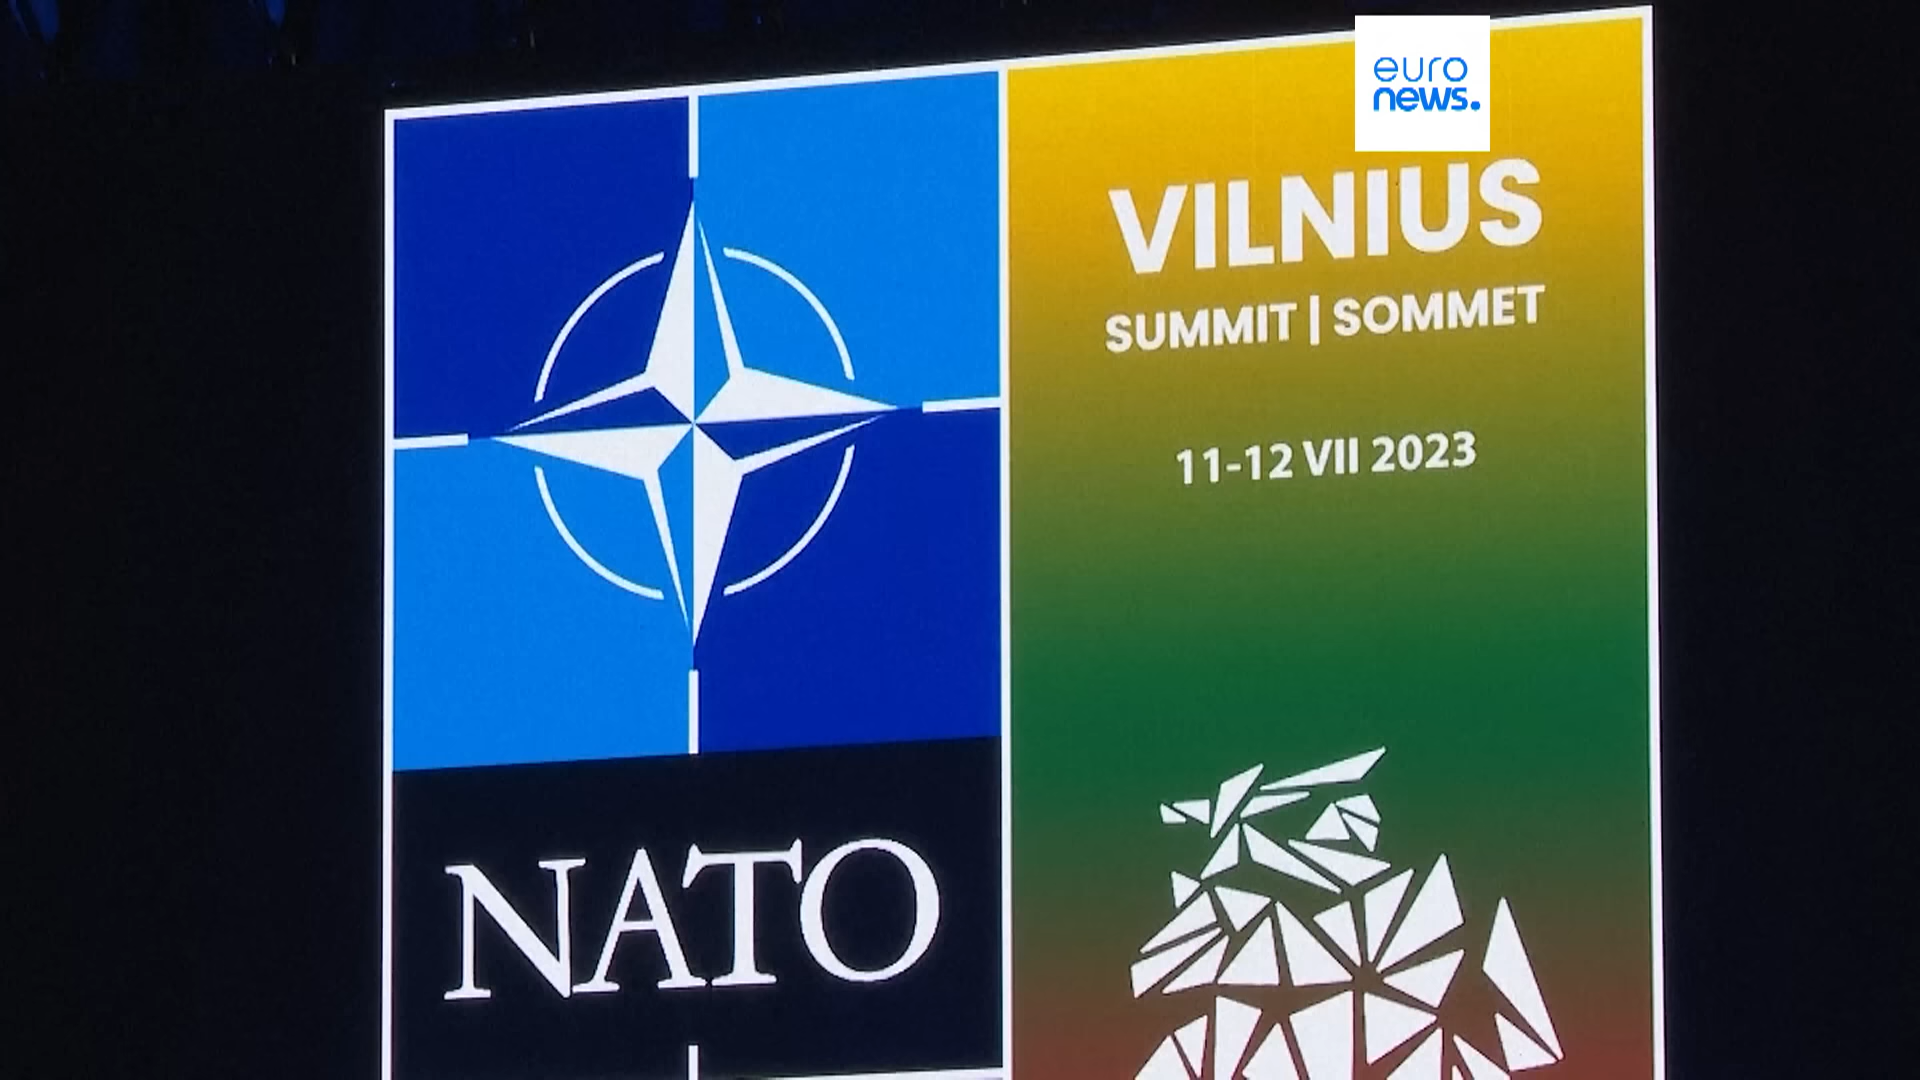 euro
news.
VILNIUS
SUMMIT | SOMMET
11-12 VII 2023
NATO